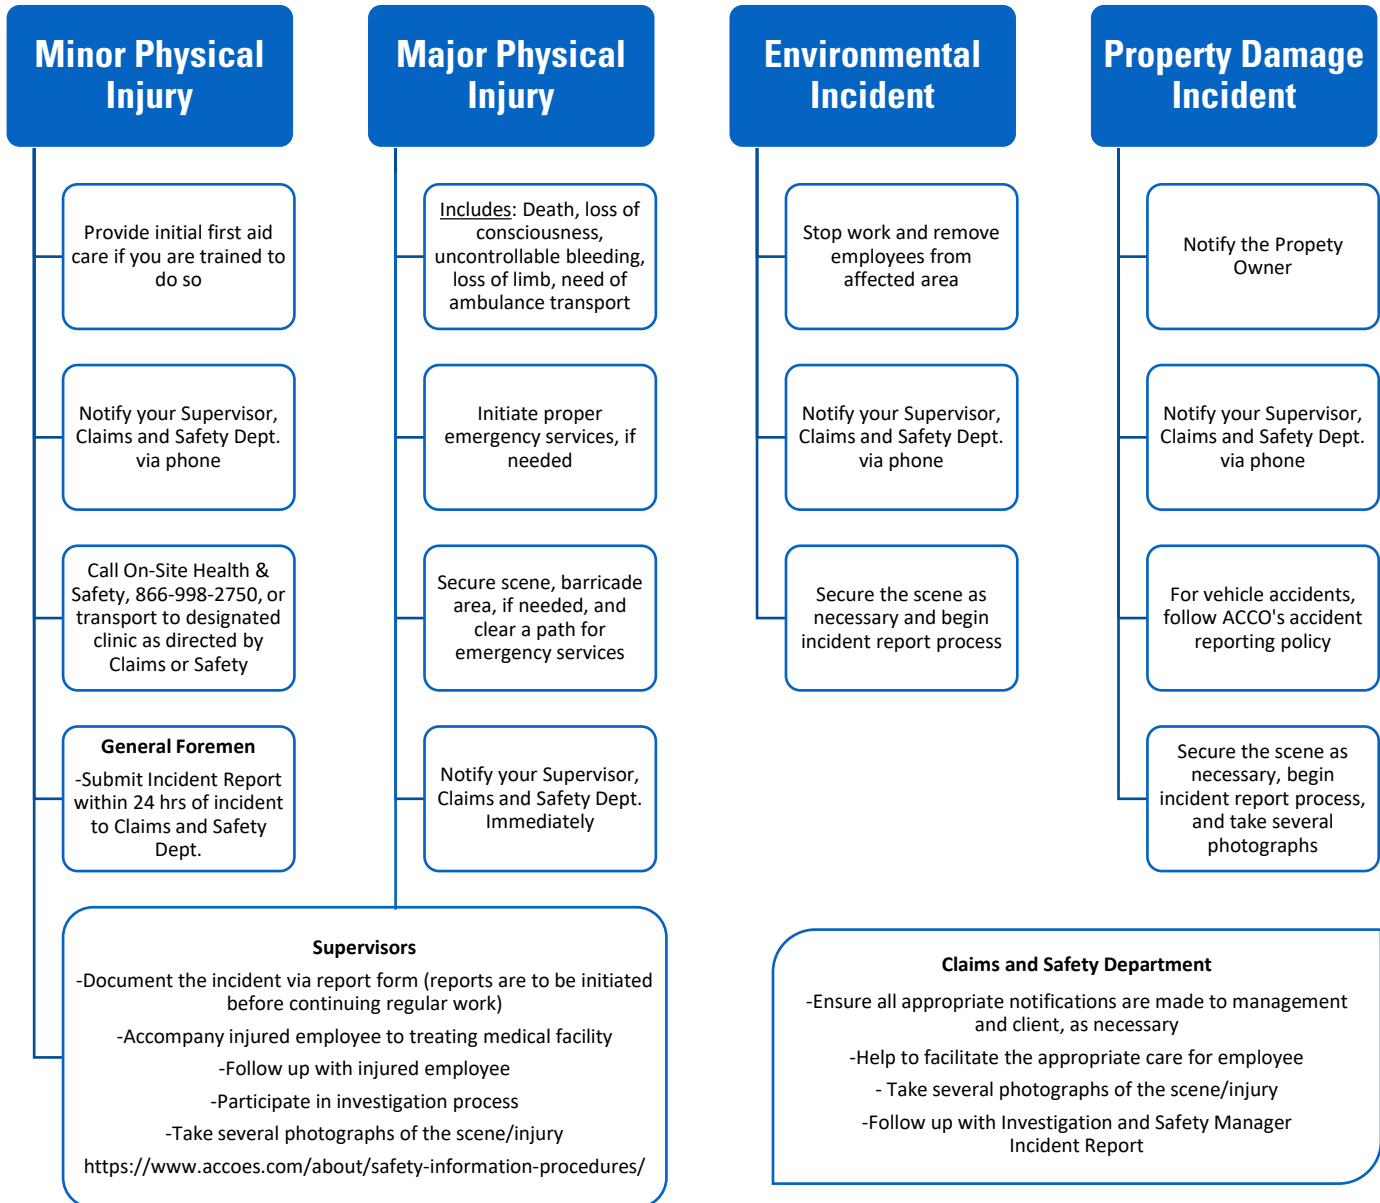 Minor Physical
Injury
Provide initial first aid
care if you are trained to
do so
Notify your Supervisor,
Claims and Safety Dept.
via phone
Call On-Site Health &
Safety, 866-998-2750, or
transport to designated
clinic as directed by
Claims or Safety
General Foremen
-Submit Incident Report
within 24 hrs of incident
to Claims and Safety
Dept.
Major Physical
Injury
Includes: Death, loss of
consciousness,
uncontrollable bleeding,
loss of limb, need of
ambulance transport
Initiate proper
emergency services, if
needed
Secure scene, barricade
area, if needed, and
clear a path for
emergency services
Notify your Supervisor,
Claims and Safety Dept.
Immediately
Supervisors
-Document the incident via report form (reports are to be initiated
before continuing regular work)
-Accompany injured employee to treating medical facility
-Follow up with injured employee
-Participate in investigation process
-Take several photographs of the scene/injury
https://www.accoes.com/about/safety-information-procedures/
Environmental
Incident
Stop work and remove
employees from
affected area
Notify your Supervisor,
Claims and Safety Dept.
via phone
Secure the scene as
necessary and begin
incident report process
Property Damage
Incident
Notify the Propety
Owner
Notify your Supervisor,
Claims and Safety Dept.
via phone
For vehicle accidents,
follow ACCO's accident
reporting policy
Secure the scene as
necessary, begin
incident report process,
and take several
photographs
Claims and Safety Department
-Ensure all appropriate notifications are made to management
and client, as necessary
-Help to facilitate the appropriate care for employee
- Take several photographs of the scene/injury
-Follow up with Investigation and Safety Manager
Incident Report